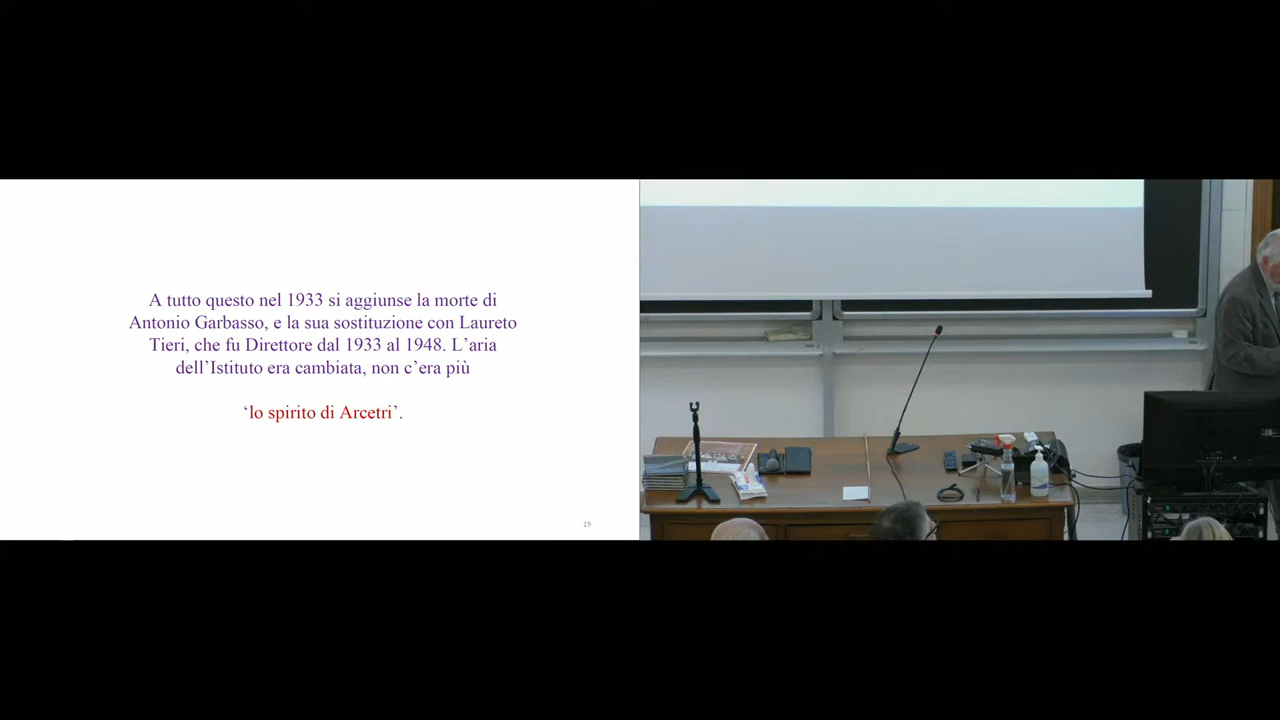 A tutto questo nel 1933 si aggiunse la morte di
Antonio Garbasso, e la sua sostituzione con Laureto
Tieri, che fu Direttore dal 1933 al 1948. L’aria
dell’Istituto era cambiata, non c’era più
‘lo spirito di Arcetri’.
19